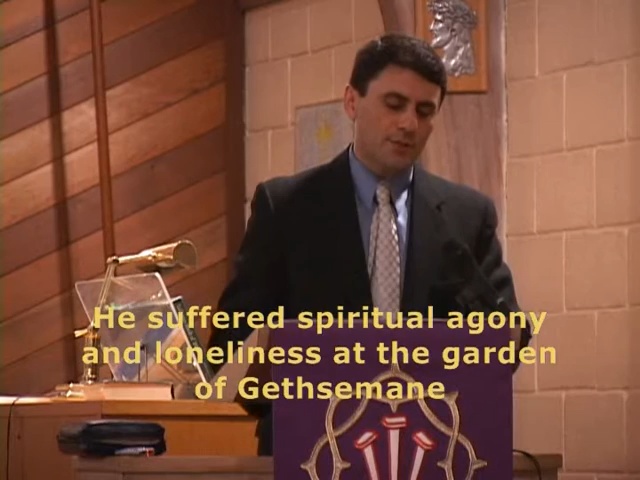 He suffered spiritual agony
and loneliness at the garden
of Gethsemane